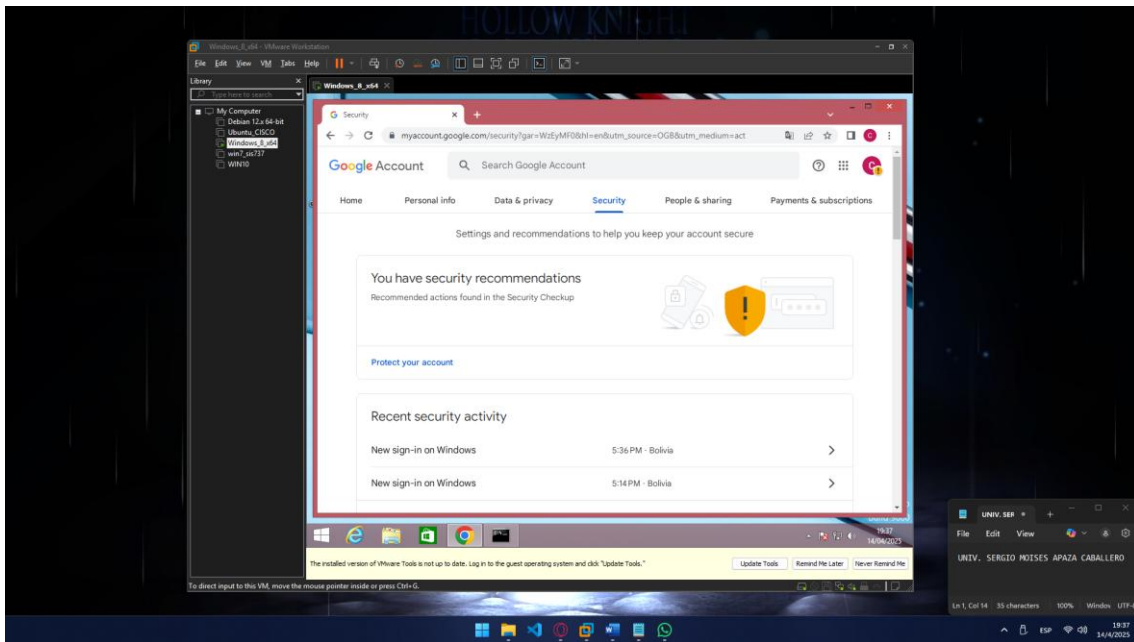 HOLLOW KNIGHT
Windows_8_x64 - VMware Workstation
File Edit View VM Tabs Help
Library
Type here to search
My Computer
Debian 12.x 64-bit
Ubuntu_CISCO
Windows_8_x64
win7_sis737
WIN10
Windows_8_x64
Security
myaccount.google.com/security?gar=WzEyMF0&hl=en&utm_source=OGB&utm_medium=act
C
Google Account
Search Google Account
C
Home Personal info Data & privacy Security People & sharing Payments & subscriptions
Settings and recommendations to help you keep your account secure
You have security recommendations
Recommended actions found in the Security Checkup
Protect your account
Recent security activity
New sign-in on Windows 5:36 PM · Bolivia
New sign-in on Windows 5:14 PM · Bolivia
19:37
14/04/2025
The installed version of VMware Tools is not up to date. Log in to the guest operating system and click "Update Tools."
Update Tools Remind Me Later Never Remind Me
To direct input to this VM, move the mouse pointer inside or press Ctrl+G.
UNIV. SER
File Edit View
UNIV. SERGIO MOISES APAZA CABALLERO
Ln 1, Col 14 35 characters 100% Window UTF-
ESP
19:37
14/4/2025